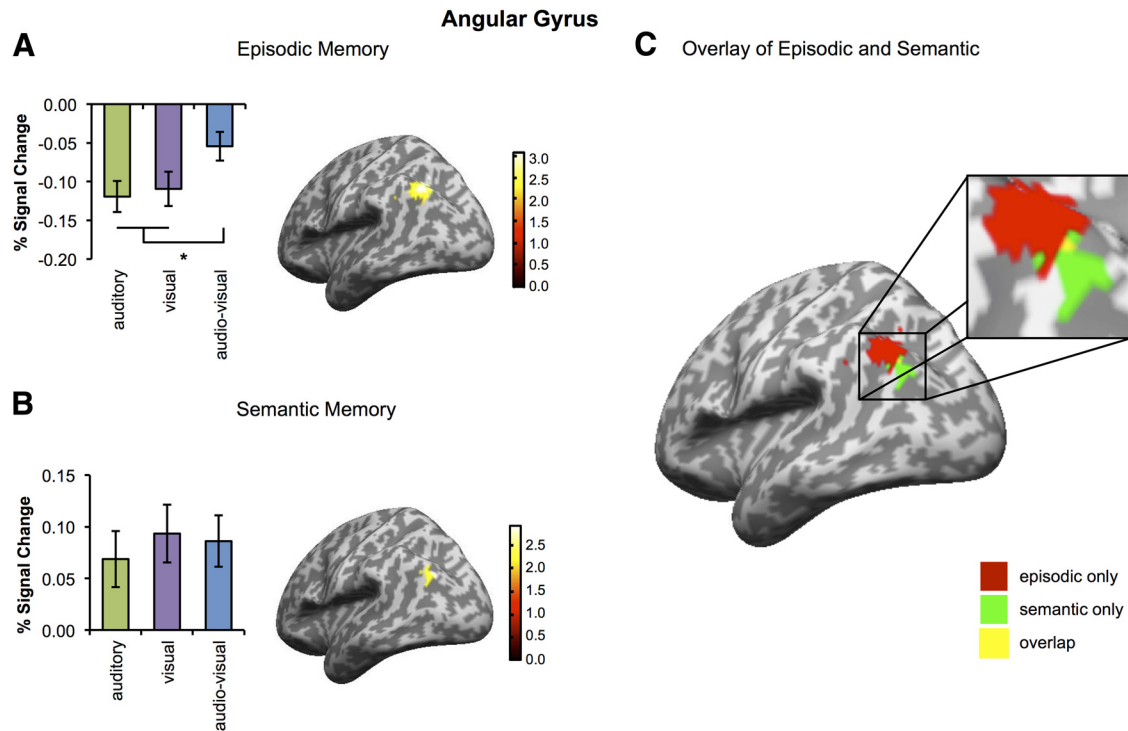 Angular Gyrus
A
Episodic Memory
0.00
-0.05
-0.10
-0.15
-0.20
% Signal Change
*
auditory
visual
audio-visual
3.0
2.5
2.0
1.5
1.0
0.5
0.0
B
Semantic Memory
0.15
0.10
0.05
0.00
% Signal Change
auditory
visual
audio-visual
2.5
2.0
1.5
1.0
0.5
0.0
C
Overlay of Episodic and Semantic
episodic only
semantic only
overlap